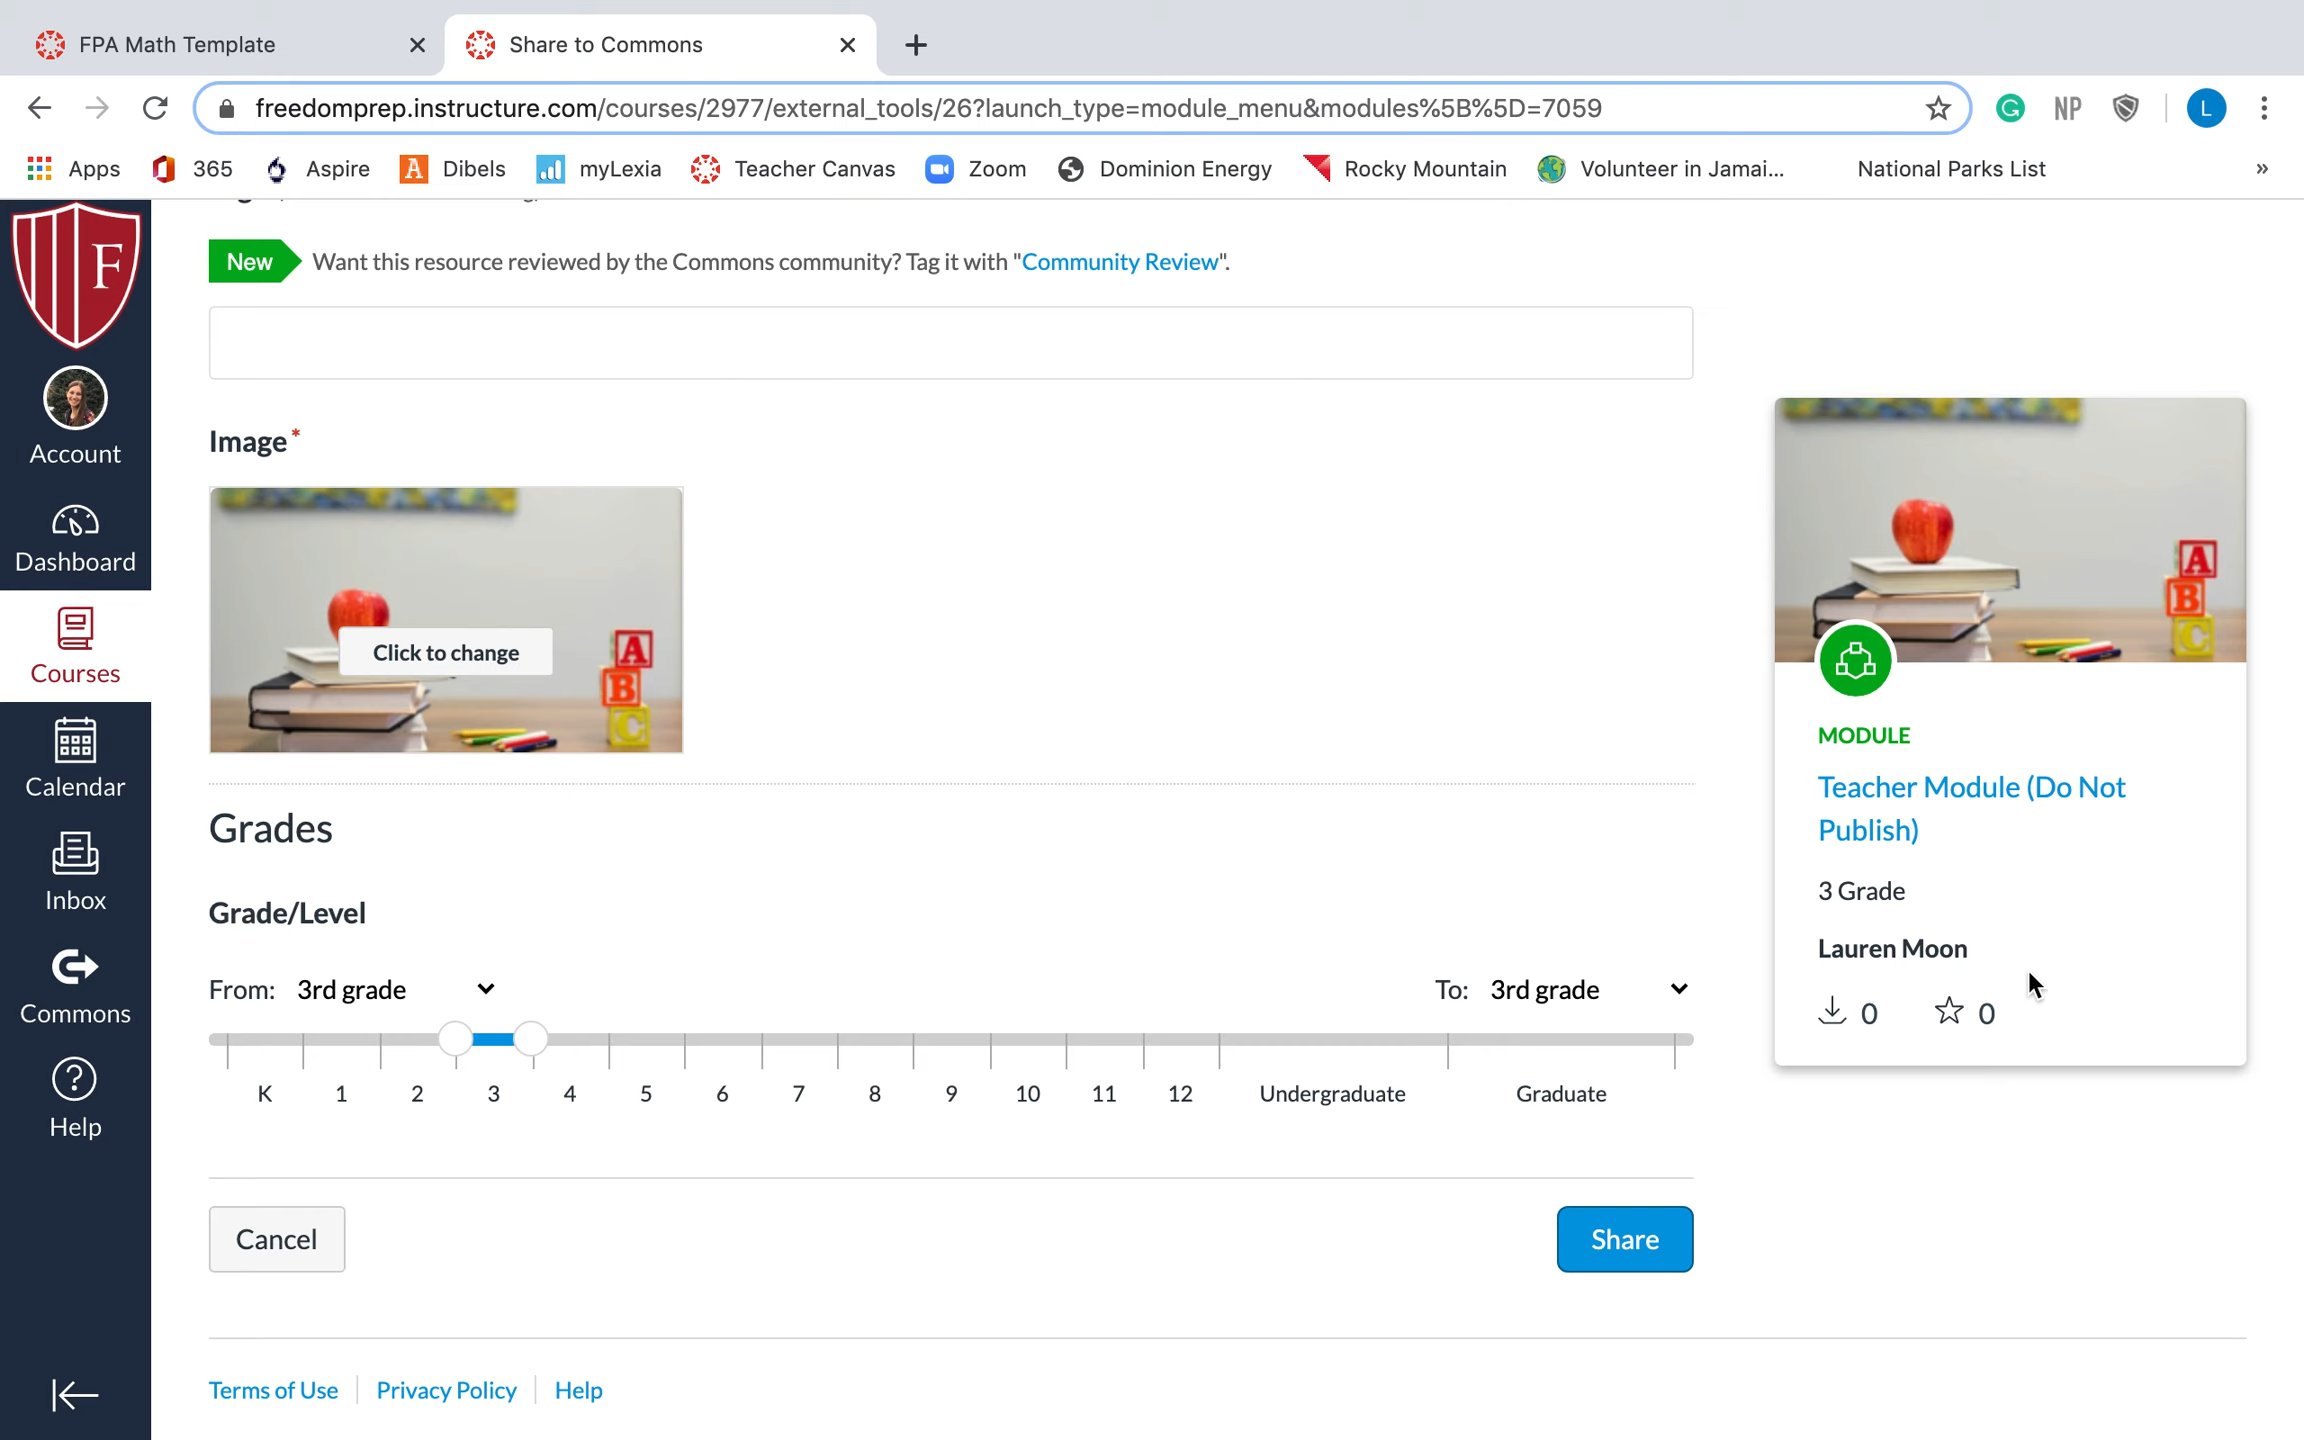 FPA Math Template
Share to Commons
freedomprep.instructure.com/courses/2977/external_tools/26?launch_type=module_menu&modules%5B%5D=7059
G
NP
L
Apps
365
Aspire
A
Dibels
myLexia
Teacher Canvas
Zoom
Dominion Energy
Rocky Mountain
Volunteer in Jamai...
National Parks List
»
F
Account
Dashboard
Courses
Calendar
Inbox
Commons
Help
New
Want this resource reviewed by the Commons community? Tag it with "Community Review".
Image*
Click to change
A
B
C
Grades
Grade/Level
From: 3rd grade
To: 3rd grade
K 1 2 3 4 5 6 7 8 9 10 11 12 Undergraduate Graduate
Cancel
Share
Terms of Use
Privacy Policy
Help
A
B
C
MODULE
Teacher Module (Do Not
Publish)
3 Grade
Lauren Moon
0
0